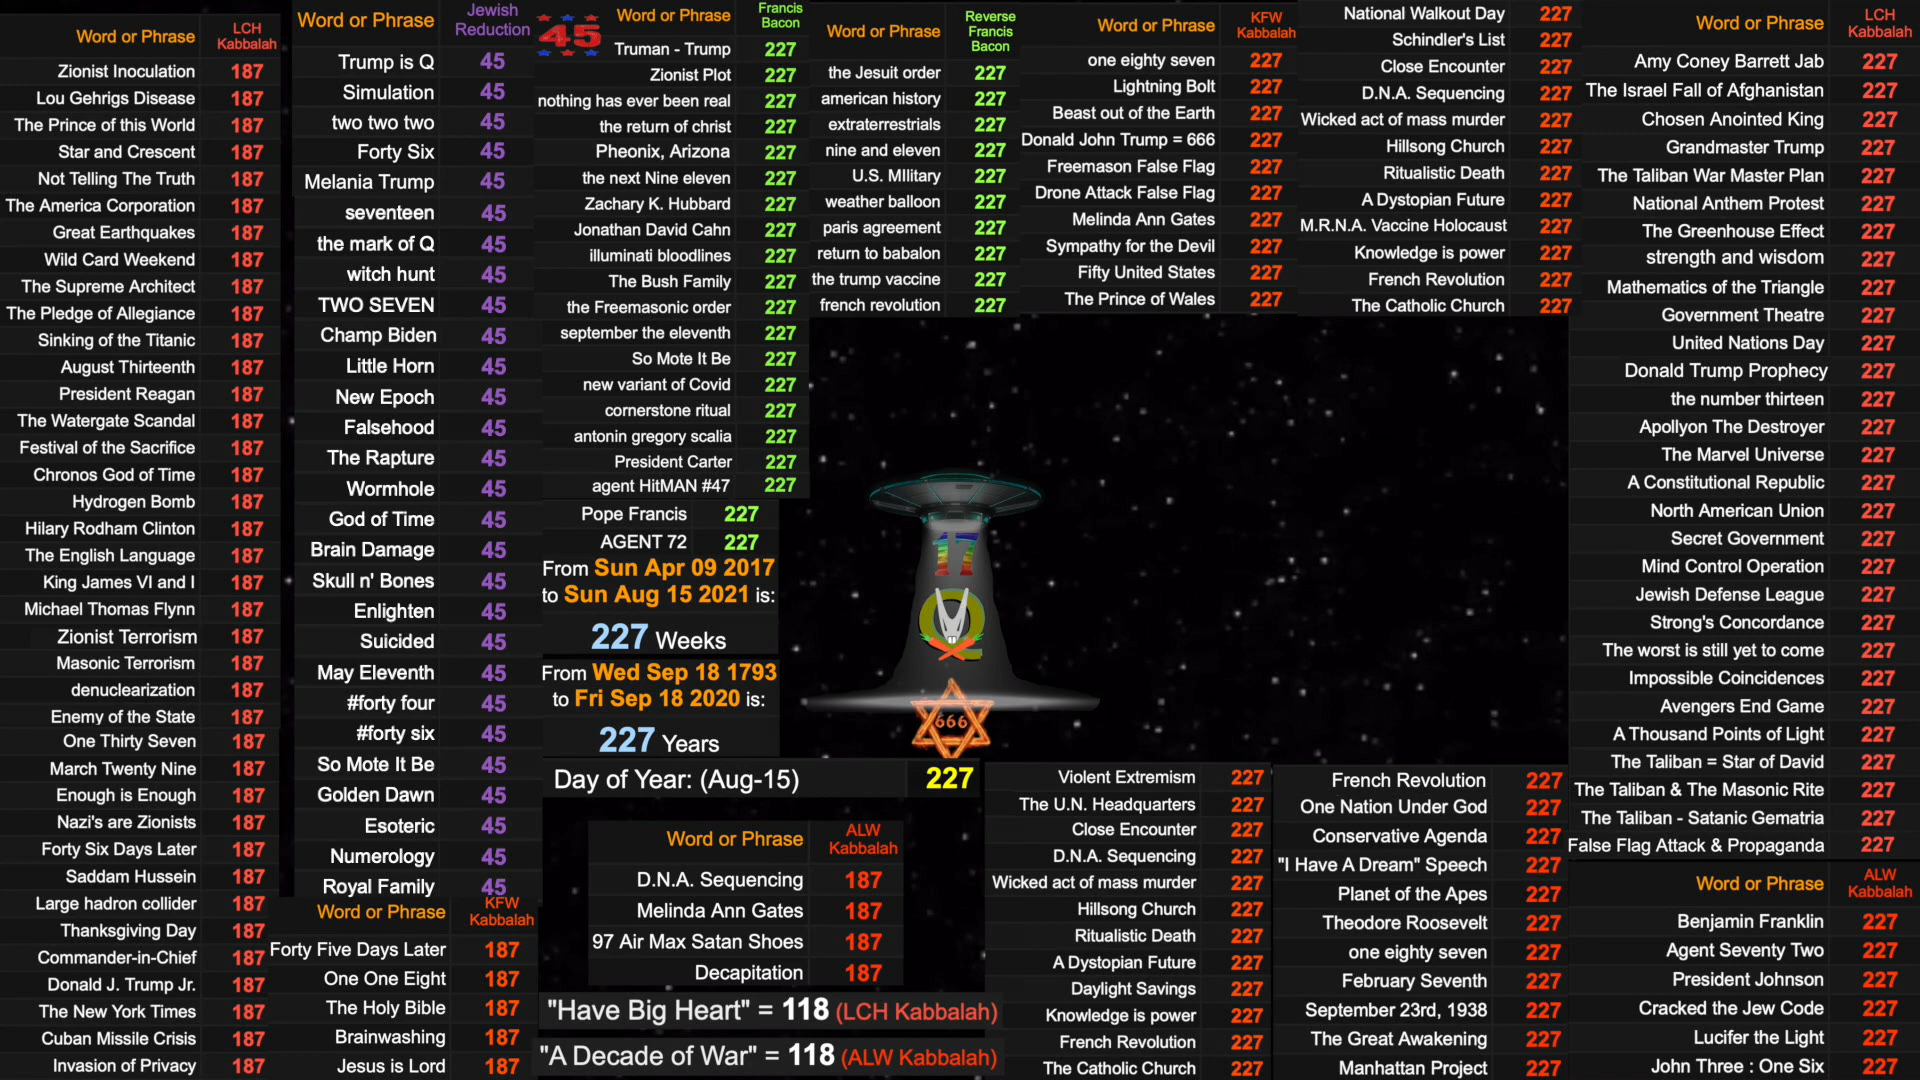 Word or Phrase LCH Kabbalah
Zionist Inoculation 187
Lou Gehrigs Disease 187
The Prince of this World 187
Star and Crescent 187
Not Telling The Truth 187
The America Corporation 187
Great Earthquakes 187
Wild Card Weekend 187
The Supreme Architect 187
The Pledge of Allegiance 187
Sinking of the Titanic 187
August Thirteenth 187
President Reagan 187
The Watergate Scandal 187
Festival of the Sacrifice 187
Chronos God of Time 187
Hydrogen Bomb 187
Hilary Rodham Clinton 187
The English Language 187
King James VI and I 187
Michael Thomas Flynn 187
Zionist Terrorism 187
Masonic Terrorism 187
denuclearization 187
Enemy of the State 187
One Thirty Seven 187
March Twenty Nine 187
Enough is Enough 187
Nazi's are Zionists 187
Forty Six Days Later 187
Saddam Hussein 187
Large hadron collider 187
Thanksgiving Day 187
Commander-in-Chief 187
Donald J. Trump Jr. 187
The New York Times 187
Cuban Missile Crisis 187
Invasion of Privacy 187
Word or Phrase Jewish Reduction
Trump is Q 45
Simulation 45
two two two 45
Forty Six 45
Melania Trump 45
seventeen 45
the mark of Q 45
witch hunt 45
TWO SEVEN 45
Champ Biden 45
Little Horn 45
New Epoch 45
Falsehood 45
The Rapture 45
Wormhole 45
God of Time 45
Brain Damage 45
Skull n' Bones 45
Enlighten 45
Suicided 45
May Eleventh 45
#forty four 45
#forty six 45
So Mote It Be 45
Golden Dawn 45
Esoteric 45
Numerology 45
Royal Family 45
Word or Phrase KFW Kabbalah
Forty Five Days Later 187
One One Eight 187
The Holy Bible 187
Brainwashing 187
Jesus is Lord 187
45
Word or Phrase Francis Bacon
Truman - Trump 227
Zionist Plot 227
nothing has ever been real 227
the return of christ 227
Pheonix, Arizona 227
the next Nine eleven 227
Zachary K. Hubbard 227
Jonathan David Cahn 227
illuminati bloodlines 227
The Bush Family 227
the Freemasonic order 227
september the eleventh 227
So Mote It Be 227
new variant of Covid 227
cornerstone ritual 227
antonin gregory scalia 227
President Carter 227
agent HitMAN #47 227
Pope Francis 227
AGENT 72 227
From Sun Apr 09 2017
to Sun Aug 15 2021 is:
227 Weeks
From Wed Sep 18 1793
to Fri Sep 18 2020 is:
227 Years
Day of Year: (Aug-15) 227
Word or Phrase ALW Kabbalah
D.N.A. Sequencing 187
Melinda Ann Gates 187
97 Air Max Satan Shoes 187
Decapitation 187
"Have Big Heart" = 118 (LCH Kabbalah)
"A Decade of War" = 118 (ALW Kabbalah)
Word or Phrase Reverse Francis Bacon
the Jesuit order 227
american history 227
extraterrestrials 227
nine and eleven 227
U.S. MIlitary 227
weather balloon 227
paris agreement 227
return to babalon 227
the trump vaccine 227
french revolution 227
Word or Phrase KFW Kabbalah
one eighty seven 227
Lightning Bolt 227
Beast out of the Earth 227
Donald John Trump = 666 227
Freemason False Flag 227
Drone Attack False Flag 227
Melinda Ann Gates 227
Sympathy for the Devil 227
Fifty United States 227
The Prince of Wales 227
National Walkout Day 227
Schindler's List 227
Close Encounter 227
D.N.A. Sequencing 227
Wicked act of mass murder 227
Hillsong Church 227
Ritualistic Death 227
A Dystopian Future 227
M.R.N.A. Vaccine Holocaust 227
Knowledge is power 227
French Revolution 227
The Catholic Church 227
17
Q
666
Violent Extremism 227
The U.N. Headquarters 227
Close Encounter 227
D.N.A. Sequencing 227
Wicked act of mass murder 227
Hillsong Church 227
Ritualistic Death 227
A Dystopian Future 227
Daylight Savings 227
Knowledge is power 227
French Revolution 227
The Catholic Church 227
French Revolution 227
One Nation Under God 227
Conservative Agenda 227
"I Have A Dream" Speech 227
Planet of the Apes 227
Theodore Roosevelt 227
one eighty seven 227
February Seventh 227
September 23rd, 1938 227
The Great Awakening 227
Manhattan Project 227
Word or Phrase LCH Kabbalah
Amy Coney Barrett Jab 227
The Israel Fall of Afghanistan 227
Chosen Anointed King 227
Grandmaster Trump 227
The Taliban War Master Plan 227
National Anthem Protest 227
The Greenhouse Effect 227
strength and wisdom 227
Mathematics of the Triangle 227
Government Theatre 227
United Nations Day 227
Donald Trump Prophecy 227
the number thirteen 227
Apollyon The Destroyer 227
The Marvel Universe 227
A Constitutional Republic 227
North American Union 227
Secret Government 227
Mind Control Operation 227
Jewish Defense League 227
Strong's Concordance 227
The worst is still yet to come 227
Impossible Coincidences 227
Avengers End Game 227
A Thousand Points of Light 227
The Taliban = Star of David 227
The Taliban & The Masonic Rite 227
The Taliban - Satanic Gematria 227
False Flag Attack & Propaganda 227
Word or Phrase ALW Kabbalah
Benjamin Franklin 227
Agent Seventy Two 227
President Johnson 227
Cracked the Jew Code 227
Lucifer the Light 227
John Three : One Six 227